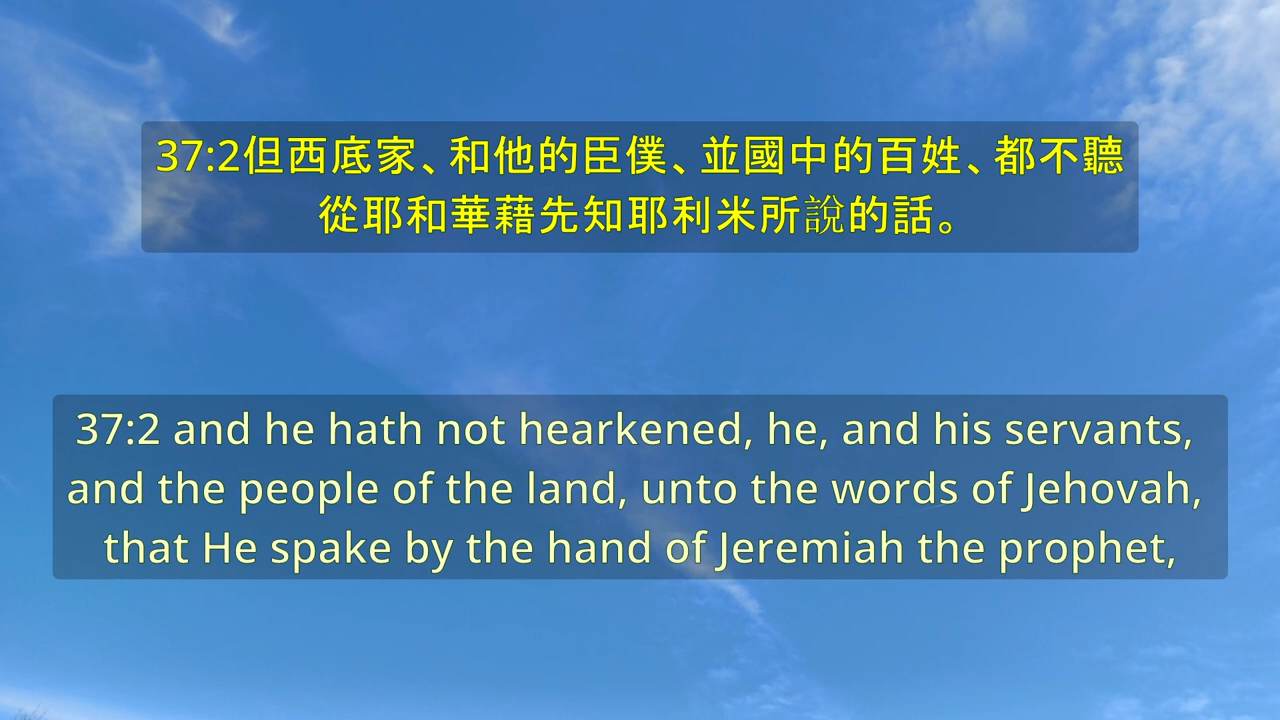 37:2但西底家、和他的臣僕、並國中的百姓、都不聽
從耶和華藉先知耶利米所說的話。
37:2 and he hath not hearkened, he, and his servants,
and the people of the land, unto the words of Jehovah,
that He spake by the hand of Jeremiah the prophet,